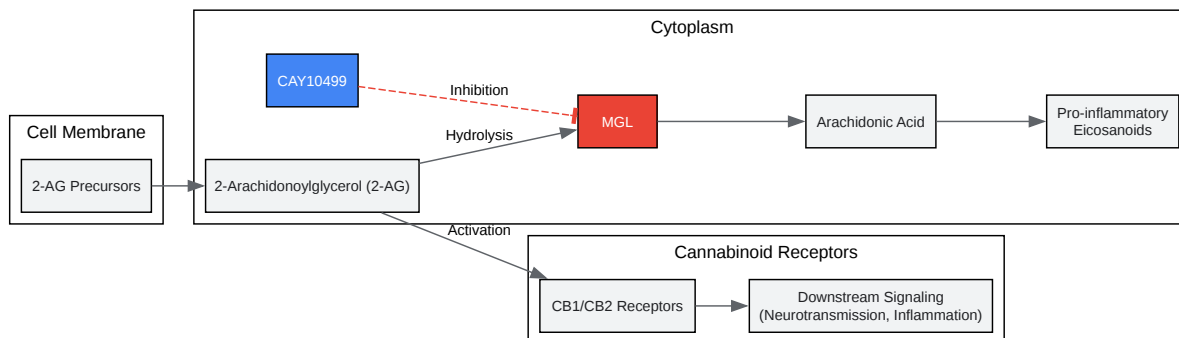 Cytoplasm
CAY10499
Inhibition
MGL
Arachidonic Acid
Pro-inflammatory
Eicosanoids
Hydrolysis
Cell Membrane
2-AG Precursors
2-Arachidonoylglycerol (2-AG)
Activation
Cannabinoid Receptors
CB1/CB2 Receptors
Downstream Signaling
(Neurotransmission, Inflammation)